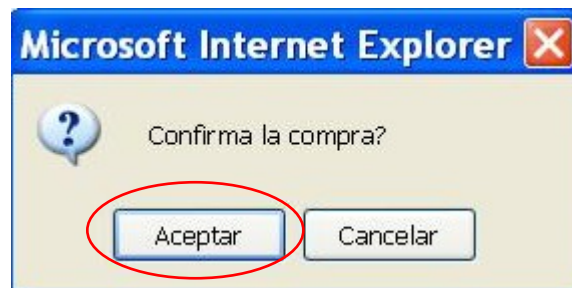 Microsoft Internet Explorer
Confirma la compra?
Aceptar Cancelar